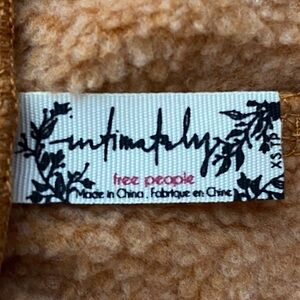 intimately
free people
Made in China . Fabriqué en Chine
XS TP